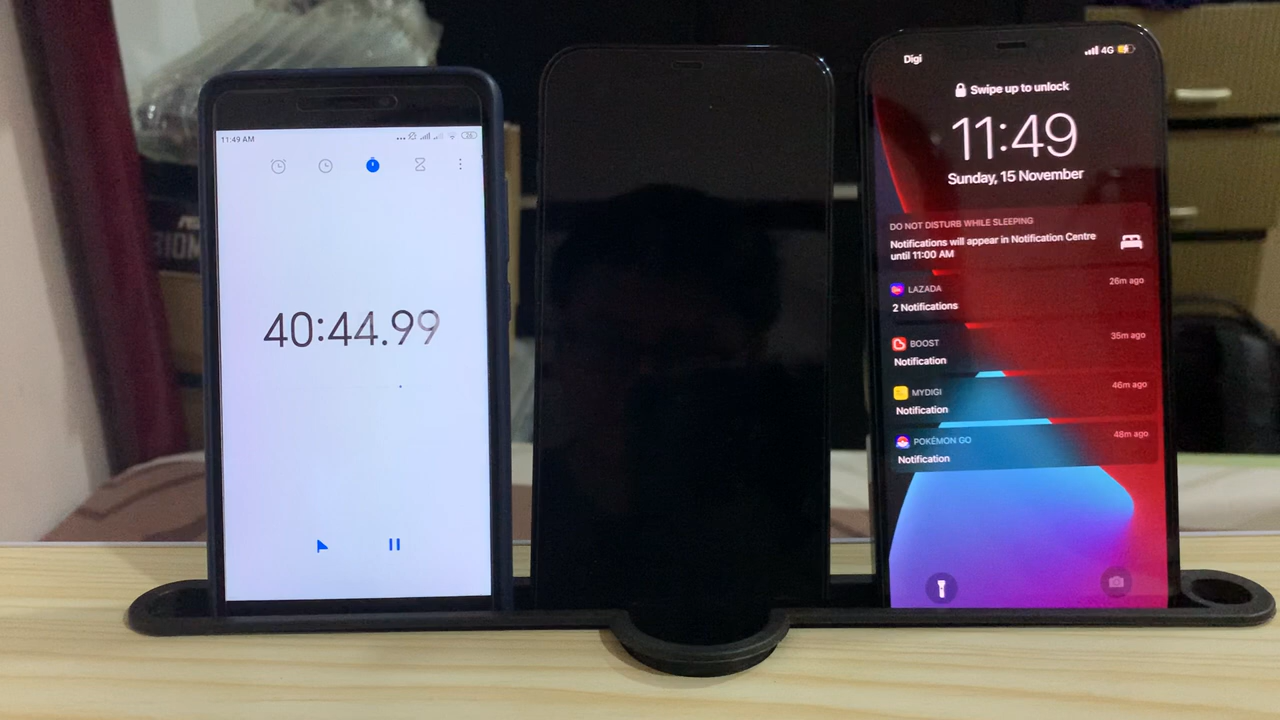 11:49 AM
40:44.99
Digi
4G
Swipe up to unlock
11:49
Sunday, 15 November
DO NOT DISTURB WHILE SLEEPING
Notifications will appear in Notification Centre
until 11:00 AM
LAZADA
26m ago
2 Notifications
BOOST
35m ago
Notification
MYDIGI
46m ago
Notification
POKÉMON GO
48m ago
Notification